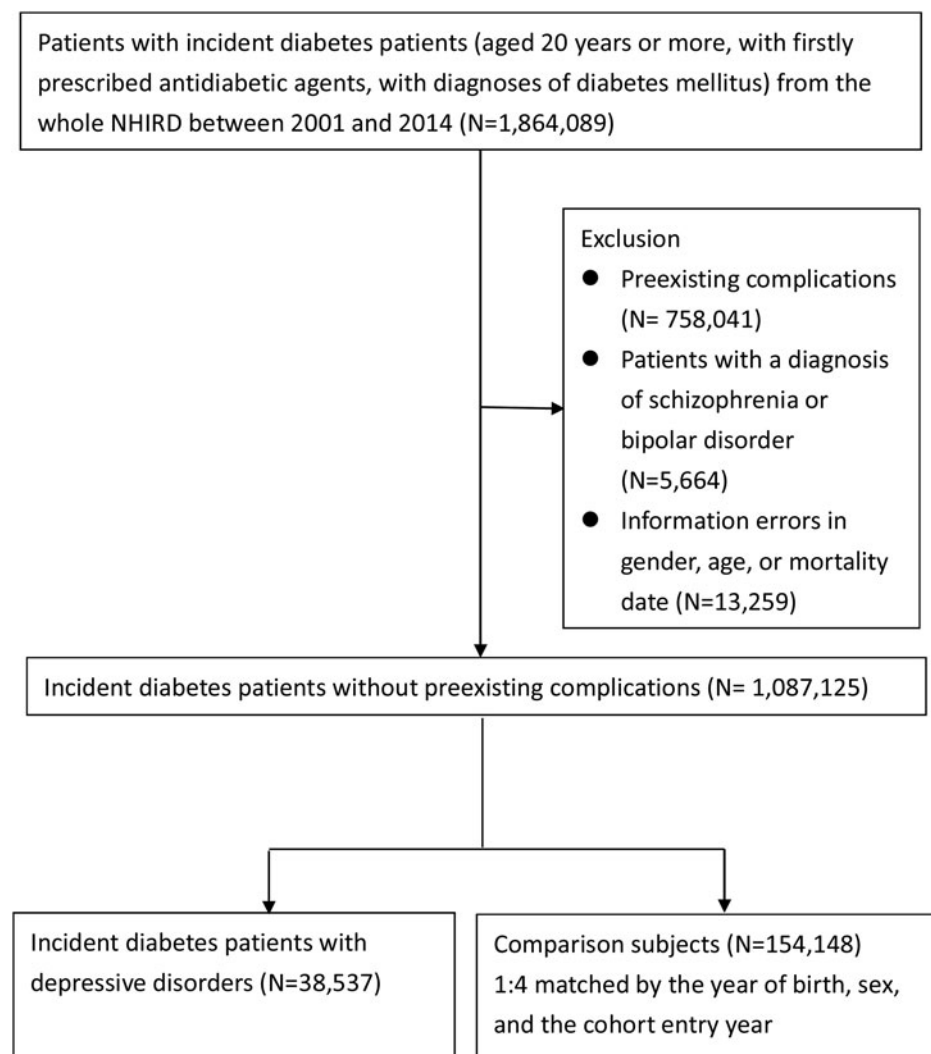 Patients with incident diabetes patients (aged 20 years or more, with firstly
prescribed antidiabetic agents, with diagnoses of diabetes mellitus) from the
whole NHIRD between 2001 and 2014 (N=1,864,089)
Exclusion
● Preexisting complications
(N= 758,041)
● Patients with a diagnosis
of schizophrenia or
bipolar disorder
(N=5,664)
● Information errors in
gender, age, or mortality
date (N=13,259)
Incident diabetes patients without preexisting complications (N= 1,087,125)
Incident diabetes patients with
depressive disorders (N=38,537)
Comparison subjects (N=154,148)
1:4 matched by the year of birth, sex,
and the cohort entry year